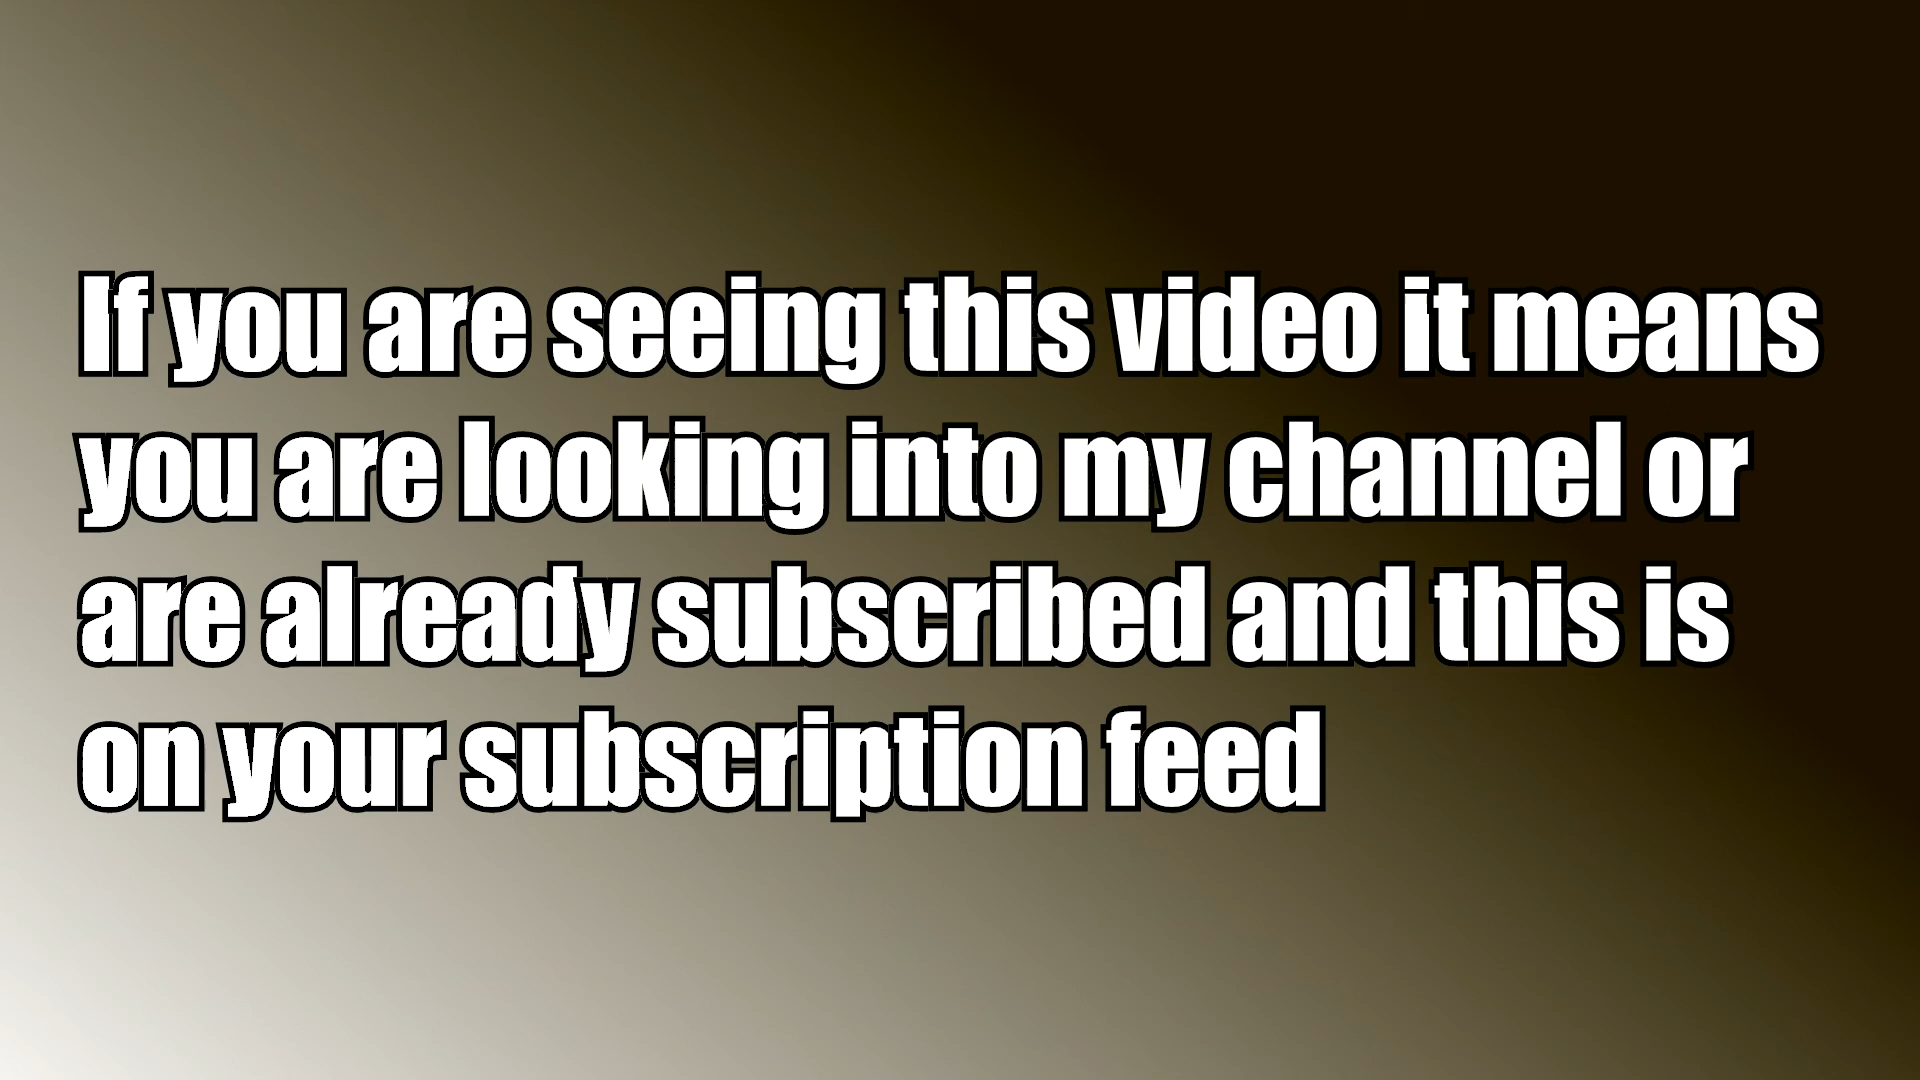 If you are seeing this video it means
you are looking into my channel or
are already subscribed and this is
on your subscription feed